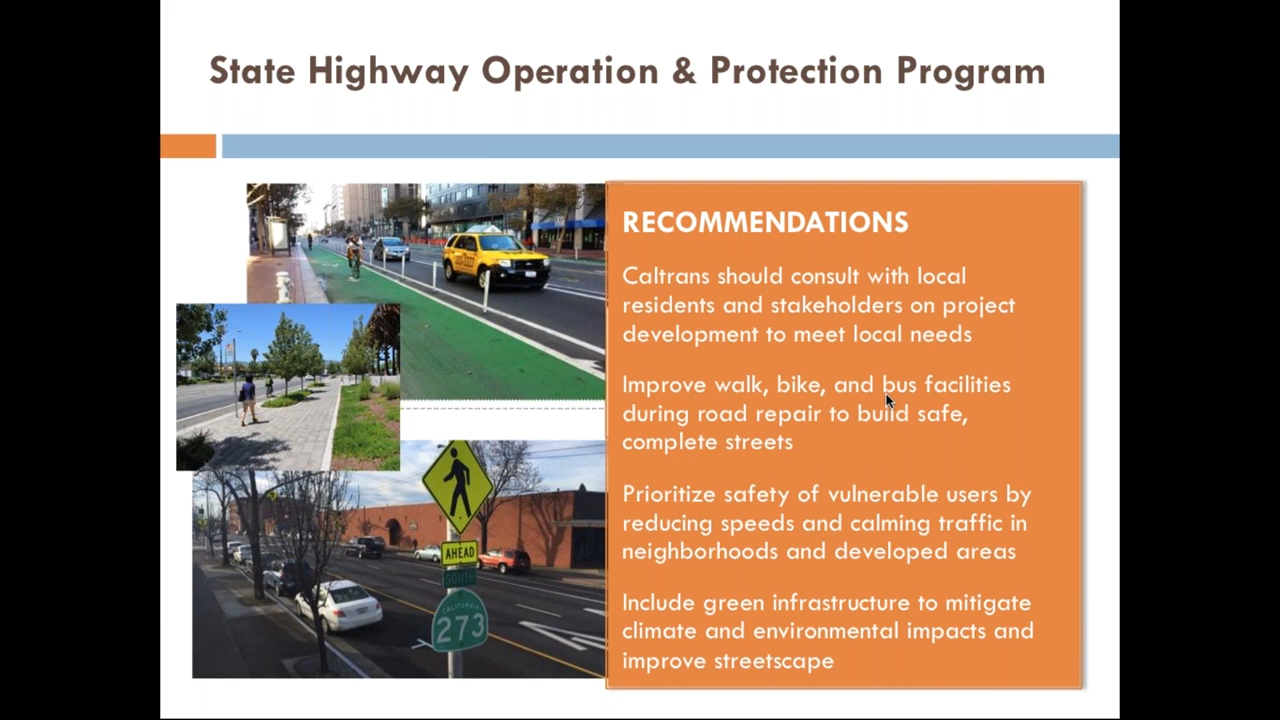 State Highway Operation & Protection Program
RECOMMENDATIONS
Caltrans should consult with local
residents and stakeholders on project
development to meet local needs
Improve walk, bike, and bus facilities
during road repair to build safe,
complete streets
Prioritize safety of vulnerable users by
reducing speeds and calming traffic in
neighborhoods and developed areas
Include green infrastructure to mitigate
climate and environmental impacts and
improve streetscape
AHEAD
SOUTH
CALIFORNIA
273